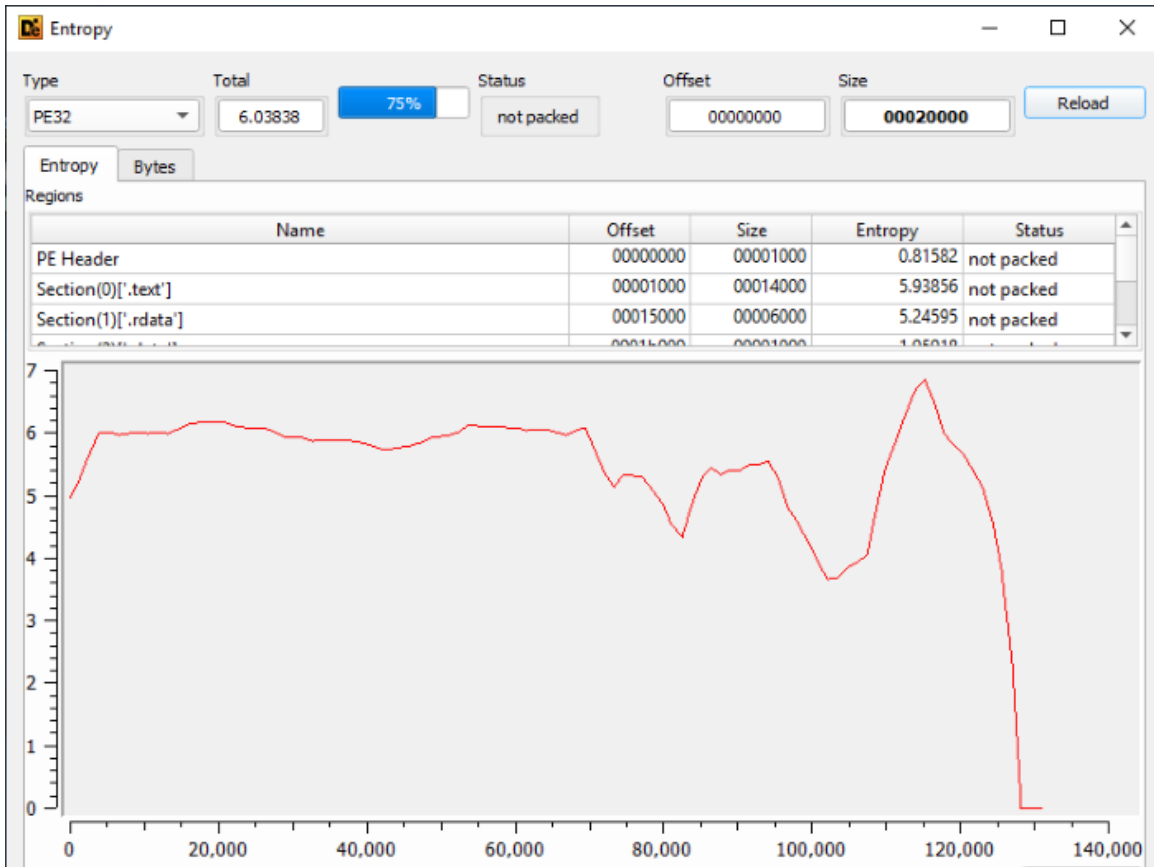 Entropy
Type Total Status Offset Size
PE32 6.03838 75% not packed 00000000 00020000 Reload
Entropy Bytes
Regions
Name Offset Size Entropy Status
PE Header 00000000 00001000 0.81582 not packed
Section(0)['.text'] 00001000 00014000 5.93856 not packed
Section(1)['.rdata'] 00015000 00006000 5.24595 not packed
7
6
5
4
3
2
1
0
0 20,000 40,000 60,000 80,000 100,000 120,000 140,000